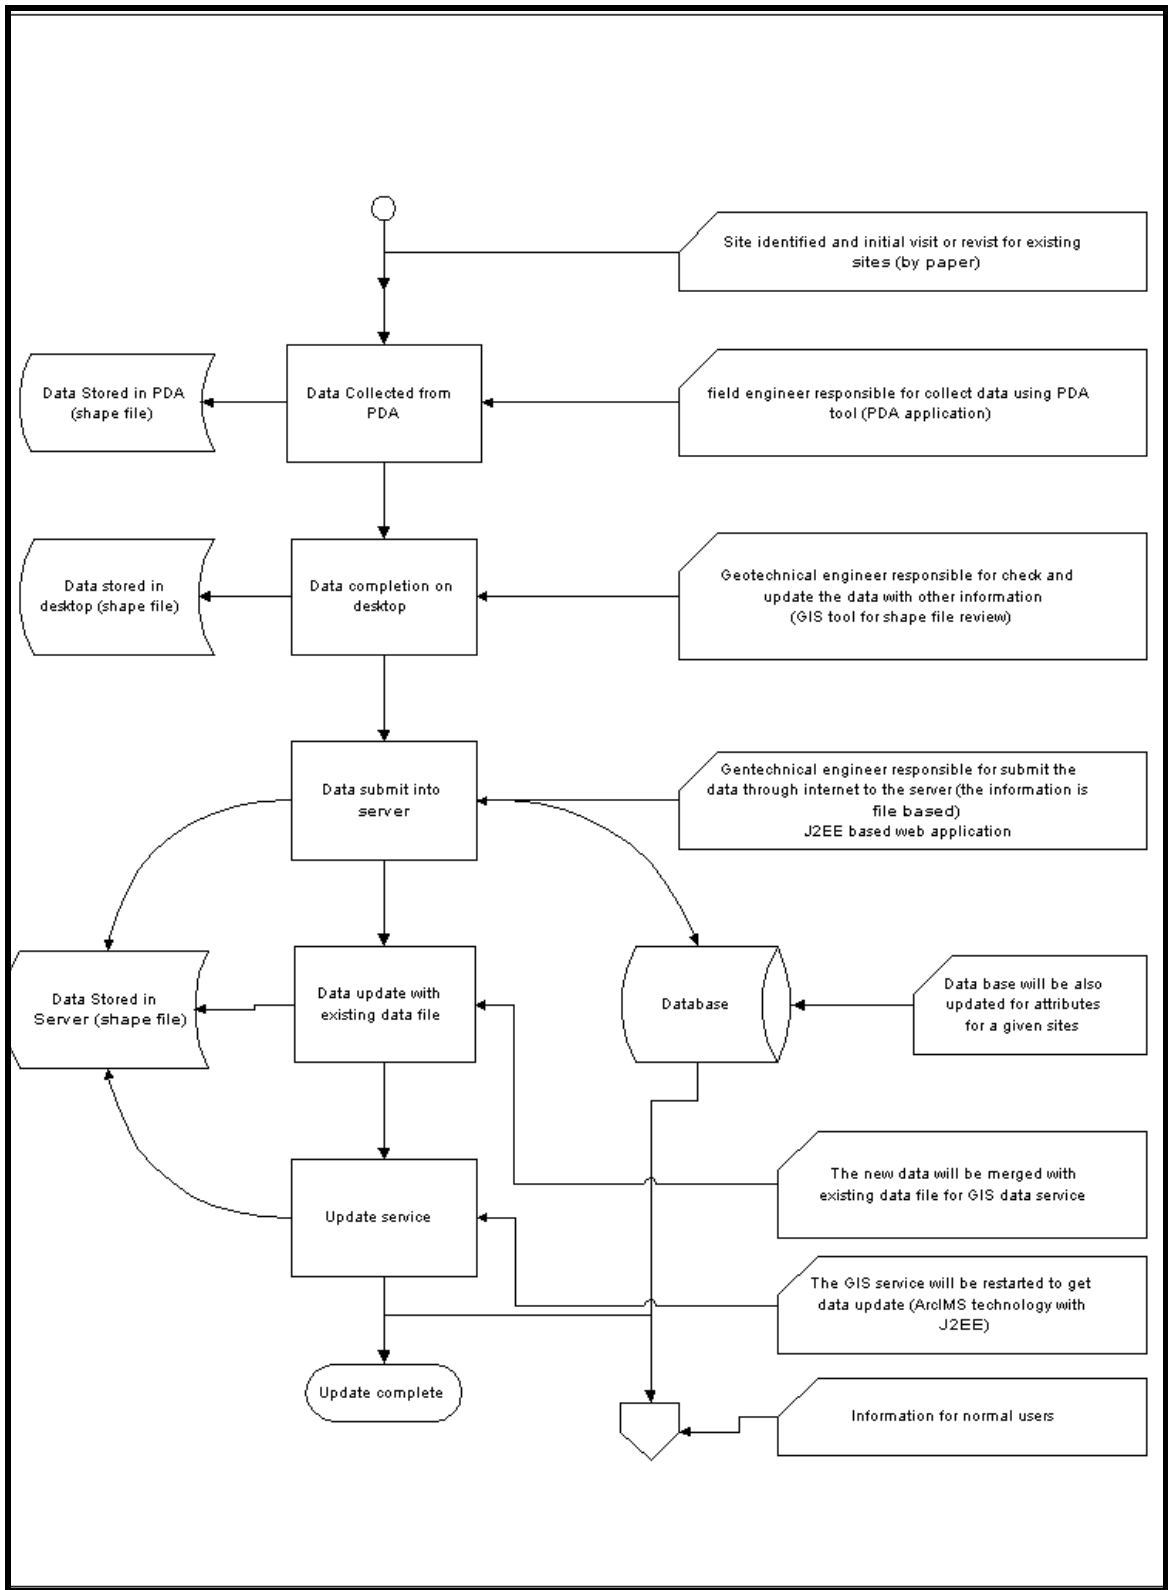 Site identified and initial visit or revist for existing
sites (by paper)
Data Stored in PDA
(shape file)
Data Collected from
PDA
field engineer responsible for collect data using PDA
tool (PDA application)
Data stored in
desktop (shape file)
Data completion on
desktop
Geotechnical engineer responsible for check and
update the data with other information
(GIS tool for shape file review)
Data submit into
server
Gentechnical engineer responsible for submit the
data through internet to the server (the information is
file based)
J2EE based web application
Data Stored in
Server (shape file)
Data update with
existing data file
Database
Data base will be also
updated for attributes
for a given sites
The new data will be merged with
existing data file for GIS data service
Update service
The GIS service will be restarted to get
data update (ArcIMS technology with
J2EE)
Update complete
Information for normal users